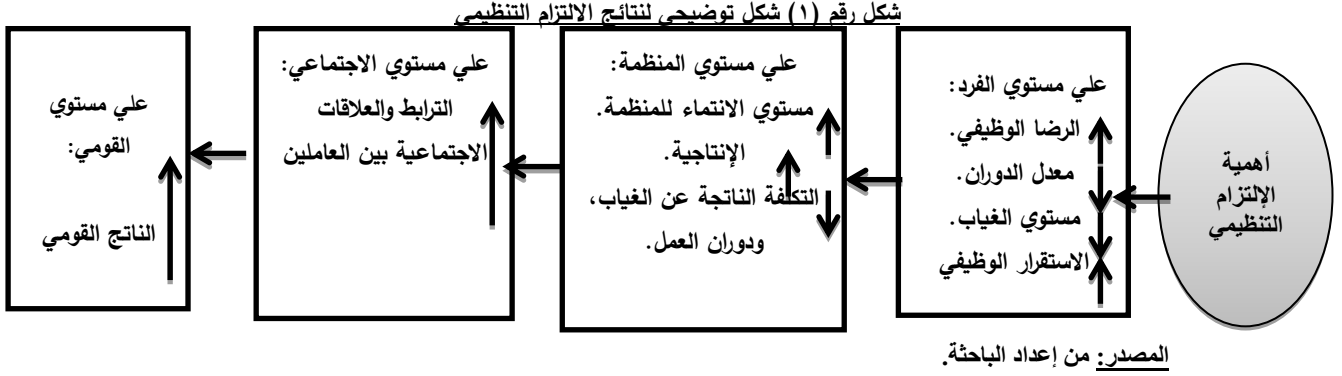 شكل رقم (١) شكل توضيحي لنتائج الالتزام التنظيمي
أهمية
الإلتزام
التنظيمي
علي مستوي الفرد:
الرضا الوظيفي.
معدل الدوران.
مستوي الغياب.
الاستقرار الوظيفي
علي مستوي المنظمة:
مستوي الانتماء للمنظمة.
الإنتاجية.
التكلفة الناتجة عن الغياب،
ودوران العمل.
علي مستوي الاجتماعي:
الترابط والعلاقات
الاجتماعية بين العاملين
علي مستوي
القومي:
الناتج القومي
المصدر: من إعداد الباحثة.